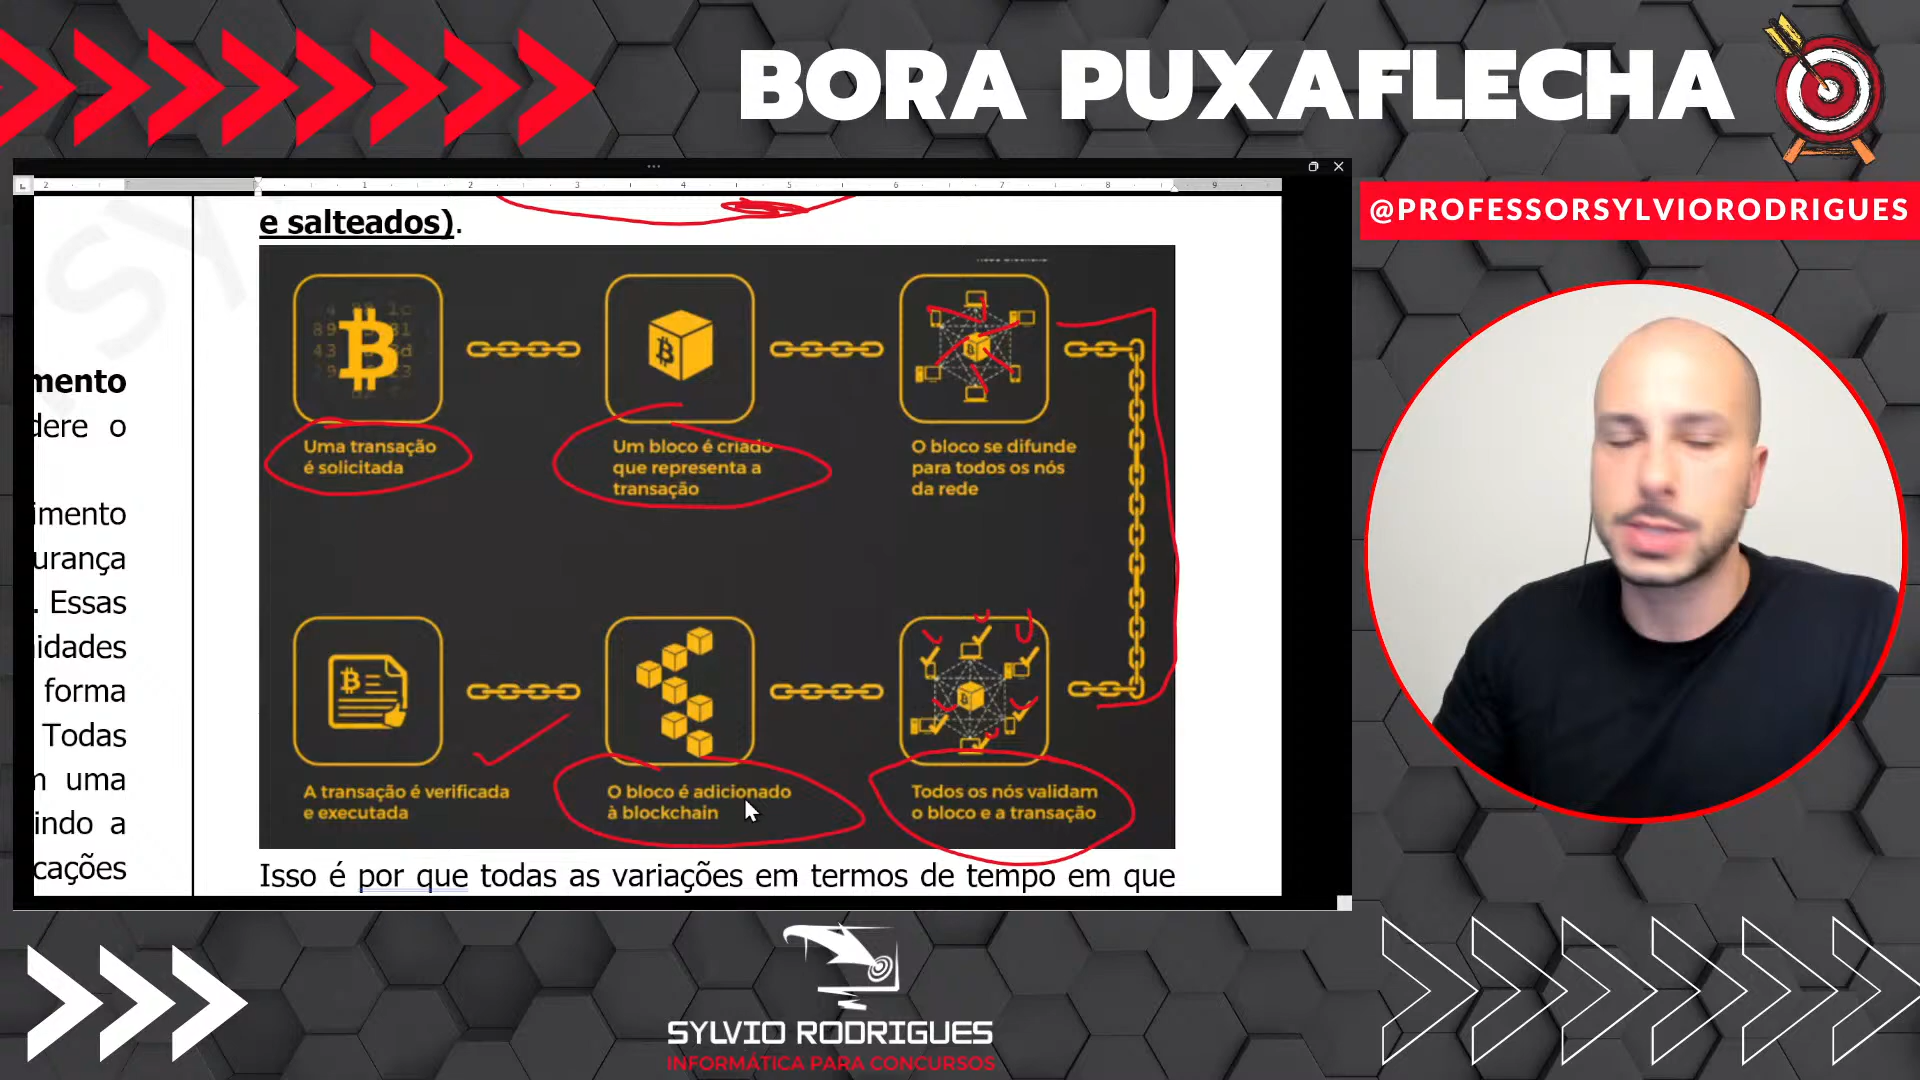 BORA PUXAFLECHA
@PROFESSORSYLVIORODRIGUES
e salteados).
Uma transação
é solicitada
Um bloco é criado
que representa a
transação
O bloco se difunde
para todos os nós
da rede
mento
dere o
imento
urança
. Essas
idades
forma
Todas
uma
indo a
cações
A transação é verificada
e executada
O bloco é adicionado
à blockchain
Todos os nós validam
o bloco e a transação
Isso é por que todas as variações em termos de tempo em que
SYLVIO RODRIGUES
INFORMÁTICA PARA CONCURSOS